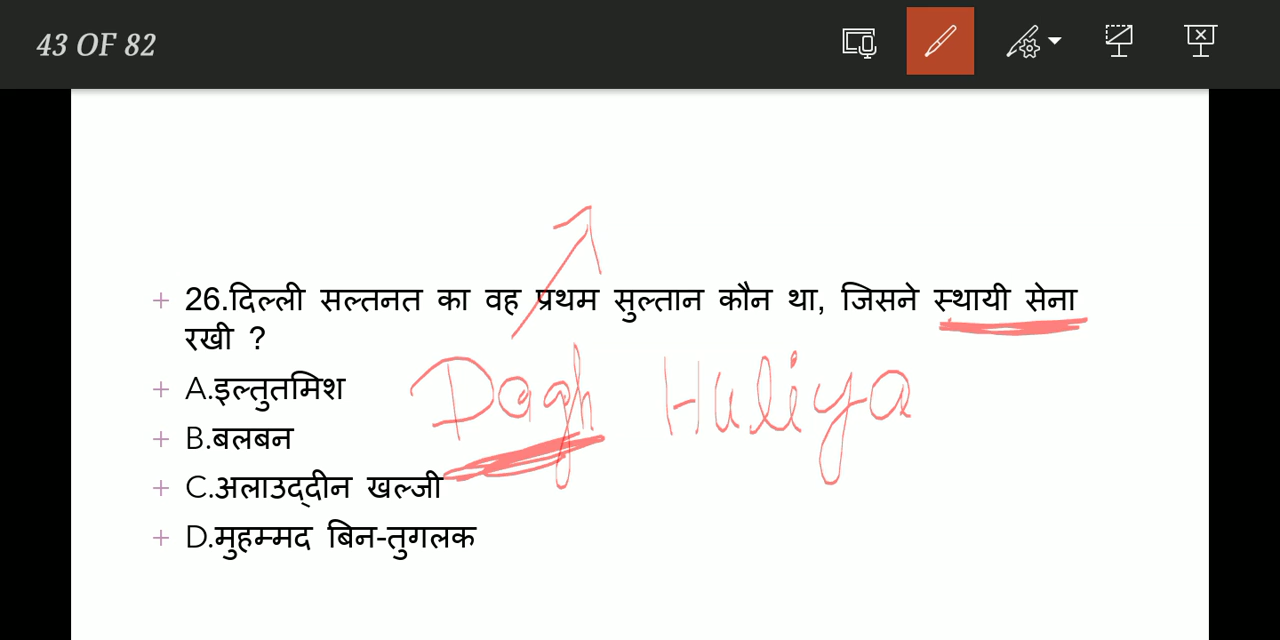 43 OF 82
+ 26.दिल्ली सल्तनत का वह प्रथम सुल्तान कौन था, जिसने स्थायी सेना
रखी ?
+ A.इल्तुतमिश
Dagh Huliya
+ B.बलबन
+ C.अलाउद्‌दीन खल्जी
+ D.मुहम्मद बिन-तुगलक